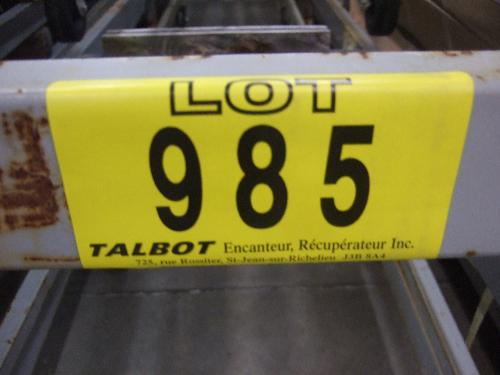 LOT
985
TALBOT Encanteur, Récupérateur Inc.
725, rue Rossiter, St-Jean-sur-Richelieu J3B 8A4